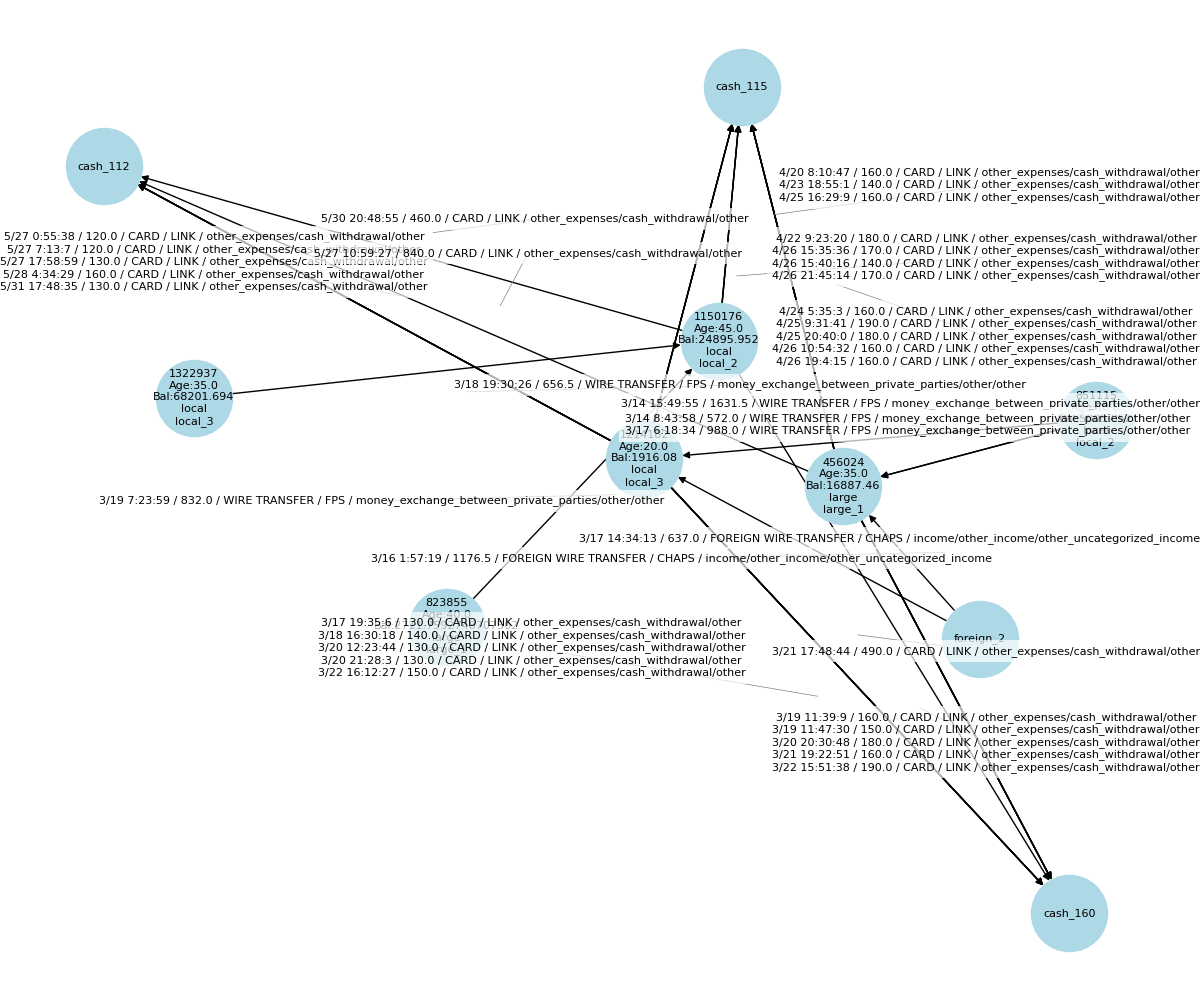 cash_115
cash_112
4/20 8:10:47 / 160.0 / CARD / LINK / other_expenses/cash_withdrawal/other
4/23 18:55:1 / 140.0 / CARD / LINK / other_expenses/cash_withdrawal/other
4/25 16:29:9 / 160.0 / CARD / LINK / other_expenses/cash_withdrawal/other
5/30 20:48:55 / 460.0 / CARD / LINK / other_expenses/cash_withdrawal/other
5/27 0:55:38 / 120.0 / CARD / LINK / other_expenses/cash_withdrawal/other
5/27 7:13:7 / 120.0 / CARD / LINK / other_expenses/cash_withdrawal/other
5/27 17:58:59 / 130.0 / CARD / LINK / other_expenses/cash_withdrawal/other
5/28 4:34:29 / 160.0 / CARD / LINK / other_expenses/cash_withdrawal/other
5/31 17:48:35 / 130.0 / CARD / LINK / other_expenses/cash_withdrawal/other
5/27 10:59:27 / 840.0 / CARD / LINK / other_expenses/cash_withdrawal/other
4/22 9:23:20 / 180.0 / CARD / LINK / other_expenses/cash_withdrawal/other
4/26 15:35:36 / 170.0 / CARD / LINK / other_expenses/cash_withdrawal/other
4/26 15:40:16 / 140.0 / CARD / LINK / other_expenses/cash_withdrawal/other
4/26 21:45:14 / 170.0 / CARD / LINK / other_expenses/cash_withdrawal/other
4/24 5:35:3 / 160.0 / CARD / LINK / other_expenses/cash_withdrawal/other
4/25 9:31:41 / 190.0 / CARD / LINK / other_expenses/cash_withdrawal/other
4/25 20:40:0 / 180.0 / CARD / LINK / other_expenses/cash_withdrawal/other
4/26 10:54:32 / 160.0 / CARD / LINK / other_expenses/cash_withdrawal/other
4/26 19:4:15 / 160.0 / CARD / LINK / other_expenses/cash_withdrawal/other
1150176
Age:45.0
Bal:24895.952
local
local_2
1322937
Age:35.0
Bal:68201.694
local
local_3
3/18 19:30:26 / 656.5 / WIRE TRANSFER / FPS / money_exchange_between_private_parties/other/other
851115
3/14 15:49:55 / 1631.5 / WIRE TRANSFER / FPS / money_exchange_between_private_parties/other/other
3/14 8:43:58 / 572.0 / WIRE TRANSFER / FPS / money_exchange_between_private_parties/other/other
3/17 6:18:34 / 988.0 / WIRE TRANSFER / FPS / money_exchange_between_private_parties/other/other
local_2
1214182
Age:20.0
Bal:1916.08
local
local_3
456024
Age:35.0
Bal:16887.46
large
large_1
3/19 7:23:59 / 832.0 / WIRE TRANSFER / FPS / money_exchange_between_private_parties/other/other
3/17 14:34:13 / 637.0 / FOREIGN WIRE TRANSFER / CHAPS / income/other_income/other_uncategorized_income
3/16 1:57:19 / 1176.5 / FOREIGN WIRE TRANSFER / CHAPS / income/other_income/other_uncategorized_income
823855
Age:40.0
3/17 19:35:6 / 130.0 / CARD / LINK / other_expenses/cash_withdrawal/other
3/18 16:30:18 / 140.0 / CARD / LINK / other_expenses/cash_withdrawal/other
3/20 12:23:44 / 130.0 / CARD / LINK / other_expenses/cash_withdrawal/other
3/20 21:28:3 / 130.0 / CARD / LINK / other_expenses/cash_withdrawal/other
3/22 16:12:27 / 150.0 / CARD / LINK / other_expenses/cash_withdrawal/other
foreign_2
3/21 17:48:44 / 490.0 / CARD / LINK / other_expenses/cash_withdrawal/other
3/19 11:39:9 / 160.0 / CARD / LINK / other_expenses/cash_withdrawal/other
3/19 11:47:30 / 150.0 / CARD / LINK / other_expenses/cash_withdrawal/other
3/20 20:30:48 / 180.0 / CARD / LINK / other_expenses/cash_withdrawal/other
3/21 19:22:51 / 160.0 / CARD / LINK / other_expenses/cash_withdrawal/other
3/22 15:51:38 / 190.0 / CARD / LINK / other_expenses/cash_withdrawal/other
cash_160